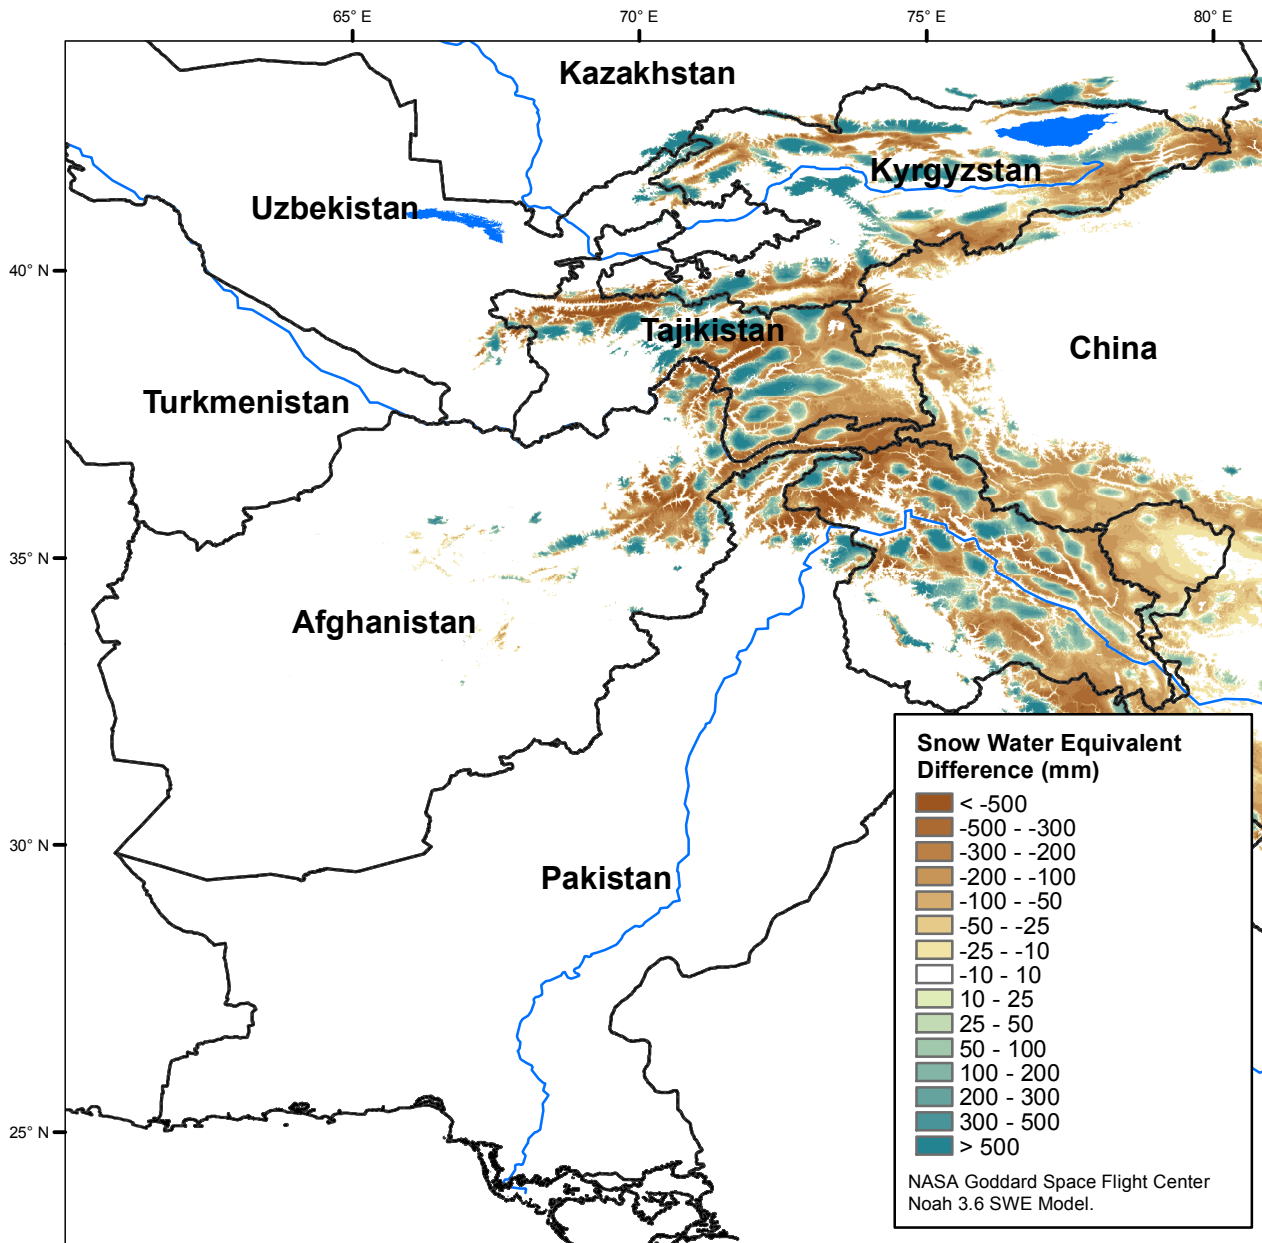 65° E
70° E
75° E
80° E
Kazakhstan
Kyrgyzstan
Uzbekistan
40° N
Tajikistan
China
Turkmenistan
35° N
Afghanistan
30° N
Pakistan
25° N
Snow Water Equivalent
Difference (mm)
< -500
-500 - -300
-300 - -200
-200 - -100
-100 - -50
-50 - -25
-25 - -10
-10 - 10
10 - 25
25 - 50
50 - 100
100 - 200
200 - 300
300 - 500
> 500
NASA Goddard Space Flight Center
Noah 3.6 SWE Model.